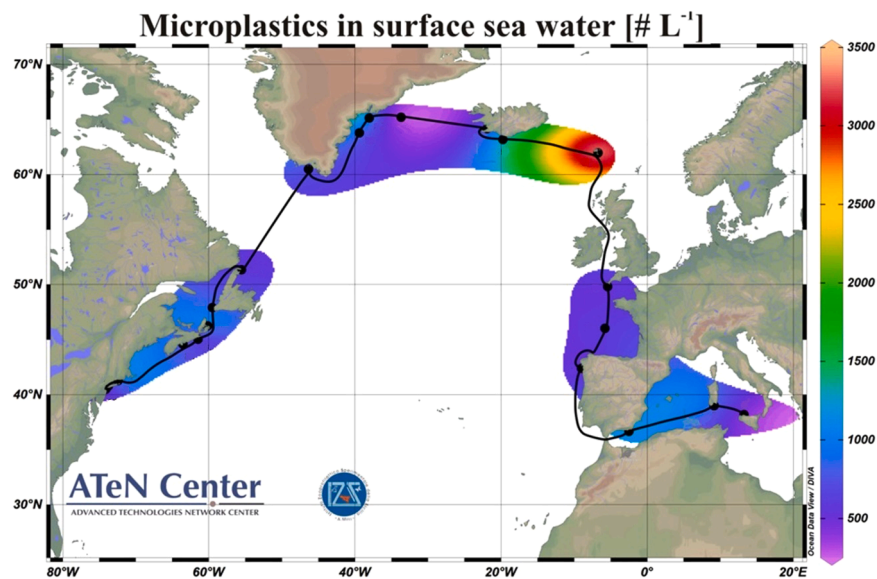 Microplastics in surface sea water [# L⁻¹]
70°N
60°N
50°N
40°N
30°N
80°W
60°W
40°W
20°W
0°
20°E
3500
3000
2500
2000
1500
1000
500
Ocean Data View / DIVA
ATeN Center
ADVANCED TECHNOLOGIES NETWORK CENTER
IZS